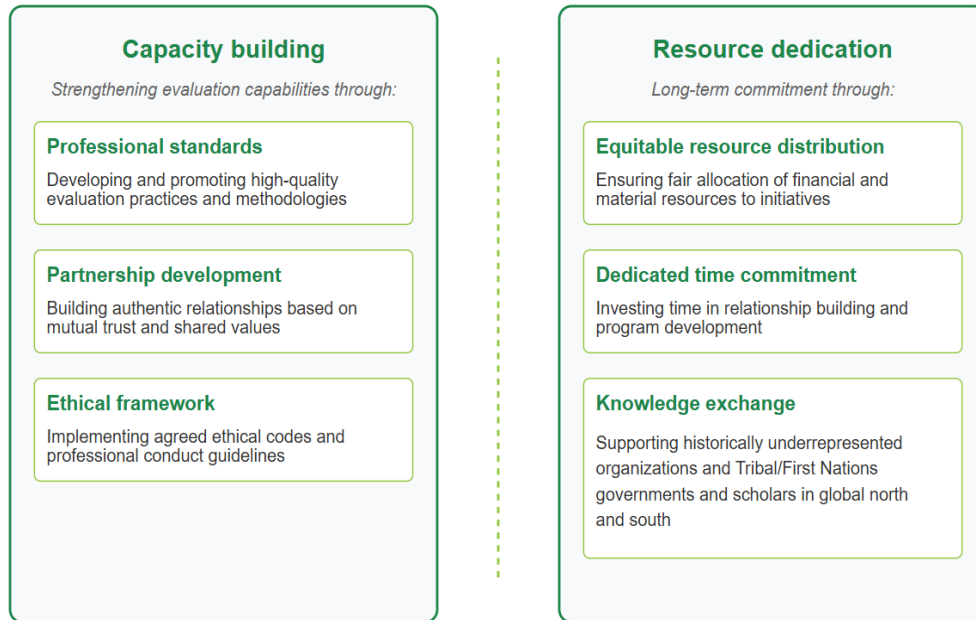 Capacity building
Strengthening evaluation capabilities through:
Professional standards
Developing and promoting high-quality
evaluation practices and methodologies
Partnership development
Building authentic relationships based on
mutual trust and shared values
Ethical framework
Implementing agreed ethical codes and
professional conduct guidelines
Resource dedication
Long-term commitment through:
Equitable resource distribution
Ensuring fair allocation of financial and
material resources to initiatives
Dedicated time commitment
Investing time in relationship building and
program development
Knowledge exchange
Supporting historically underrepresented
organizations and Tribal/First Nations
governments and scholars in global north
and south